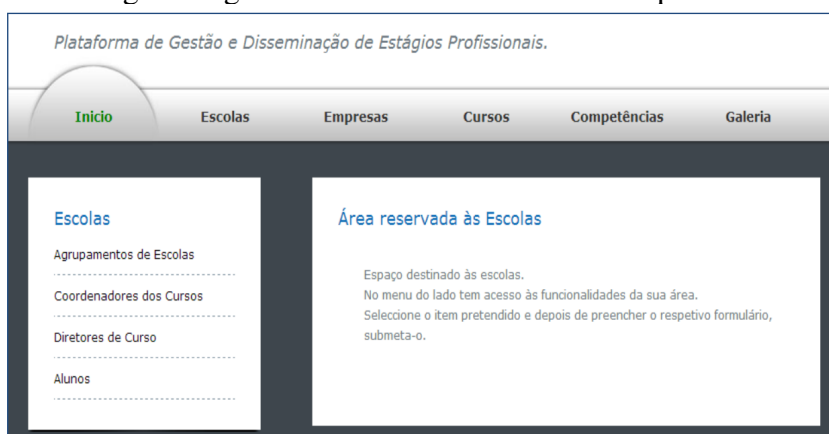 Plataforma de Gestão e Disseminação de Estágios Profissionais.
Inicio Escolas Empresas Cursos Competências Galeria
Escolas
Agrupamentos de Escolas
Coordenadores dos Cursos
Diretores de Curso
Alunos
Área reservada às Escolas
Espaço destinado às escolas.
No menu do lado tem acesso às funcionalidades da sua área.
Seleccione o item pretendido e depois de preencher o respetivo formulário,
submeta-o.